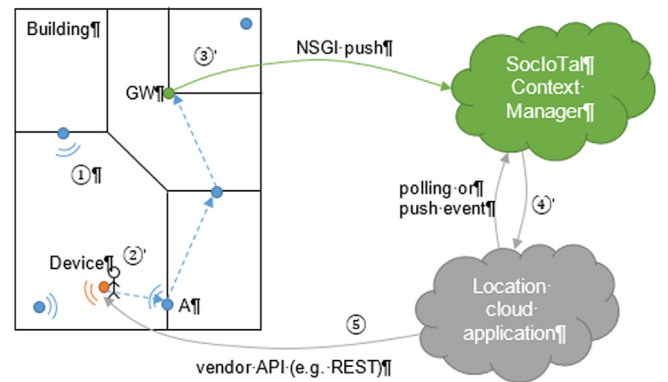 Building¶
③'
NSGI·push¶
SocIoTal¶
Context·
Manager¶
GW¶
①¶
polling·or¶
push·event¶
④'
②'
Device¶
A¶
Location·
cloud·
application¶
⑤
vendor·API·(e.g.·REST)¶